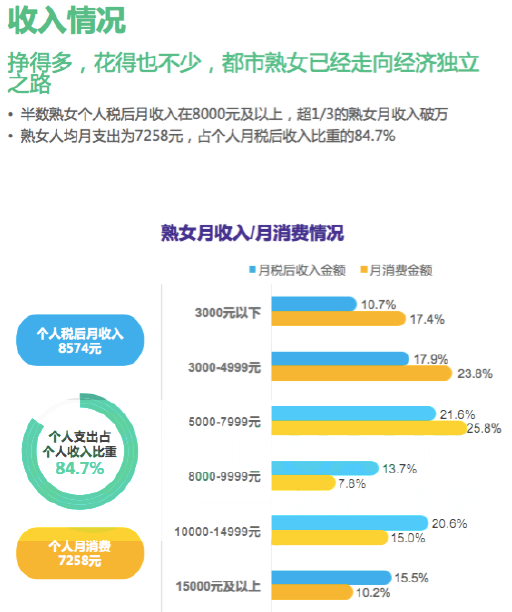 收入情况
挣得多，花得也不少，都市熟女已经走向经济独立
之路
• 半数熟女个人税后月收入在8000元及以上，超1/3的熟女月收入破万
• 熟女人均月支出为7258元，占个人月税后收入比重的84.7%
熟女月收入/月消费情况
月税后收入金额 月消费金额
个人税后月收入
8574元
个人支出占
个人收入比重
84.7%
个人月消费
7258元
3000元以下
10.7%
17.4%
3000-4999元
17.9%
23.8%
5000-7999元
21.6%
25.8%
8000-9999元
13.7%
7.8%
10000-14999元
20.6%
15.0%
15000元及以上
15.5%
10.2%